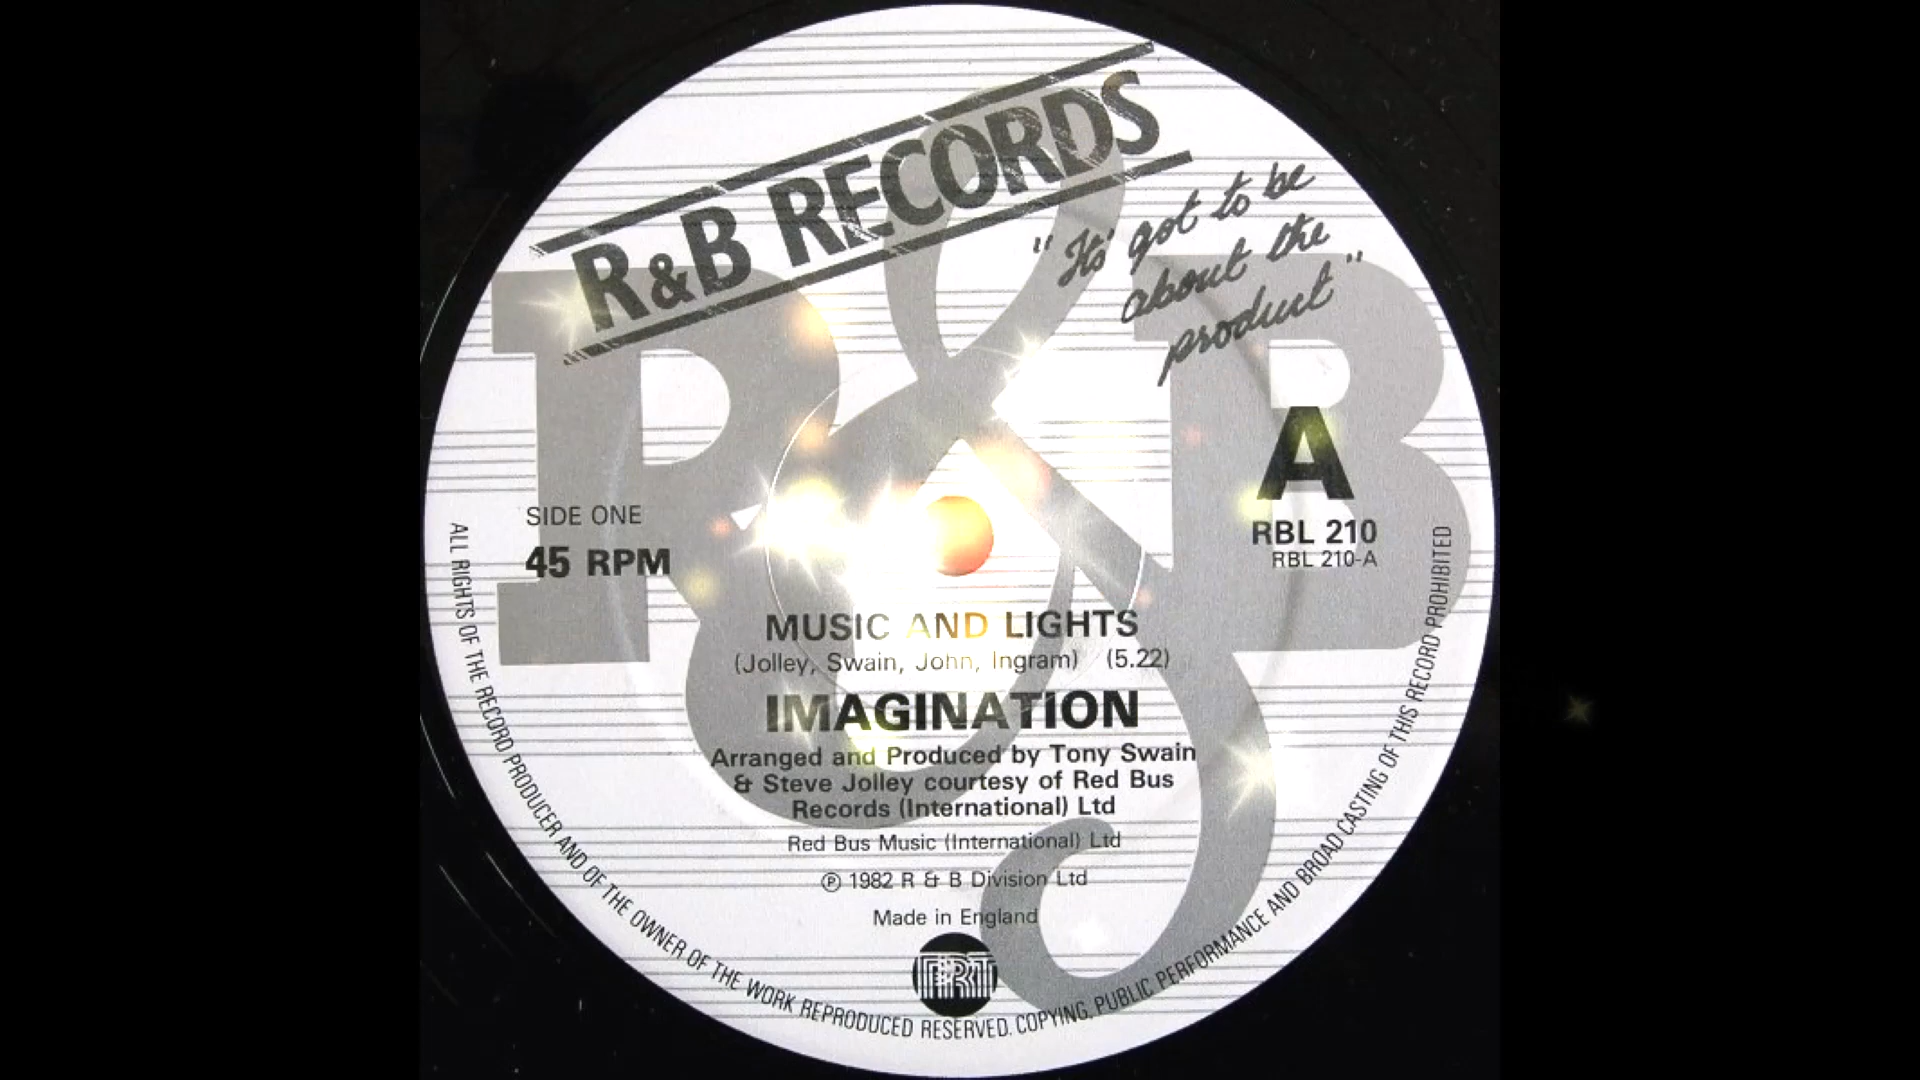 R&B RECORDS
"It's got to be
about the
product"
R&B
A
SIDE ONE
45 RPM
RBL 210
RBL 210-A
MUSIC AND LIGHTS
(Jolley, Swain, John, Ingram) (5.22)
IMAGINATION
Arranged and Produced by Tony Swain
& Steve Jolley courtesy of Red Bus
Records (International) Ltd
Red Bus Music (International) Ltd
Ⓟ 1982 R & B Division Ltd
Made in England
PRT
ALL RIGHTS OF THE RECORD PRODUCER AND OF THE OWNER OF THE WORK REPRODUCED RESERVED. COPYING, PUBLIC PERFORMANCE AND BROAD CASTING OF THIS RECORD PROHIBITED